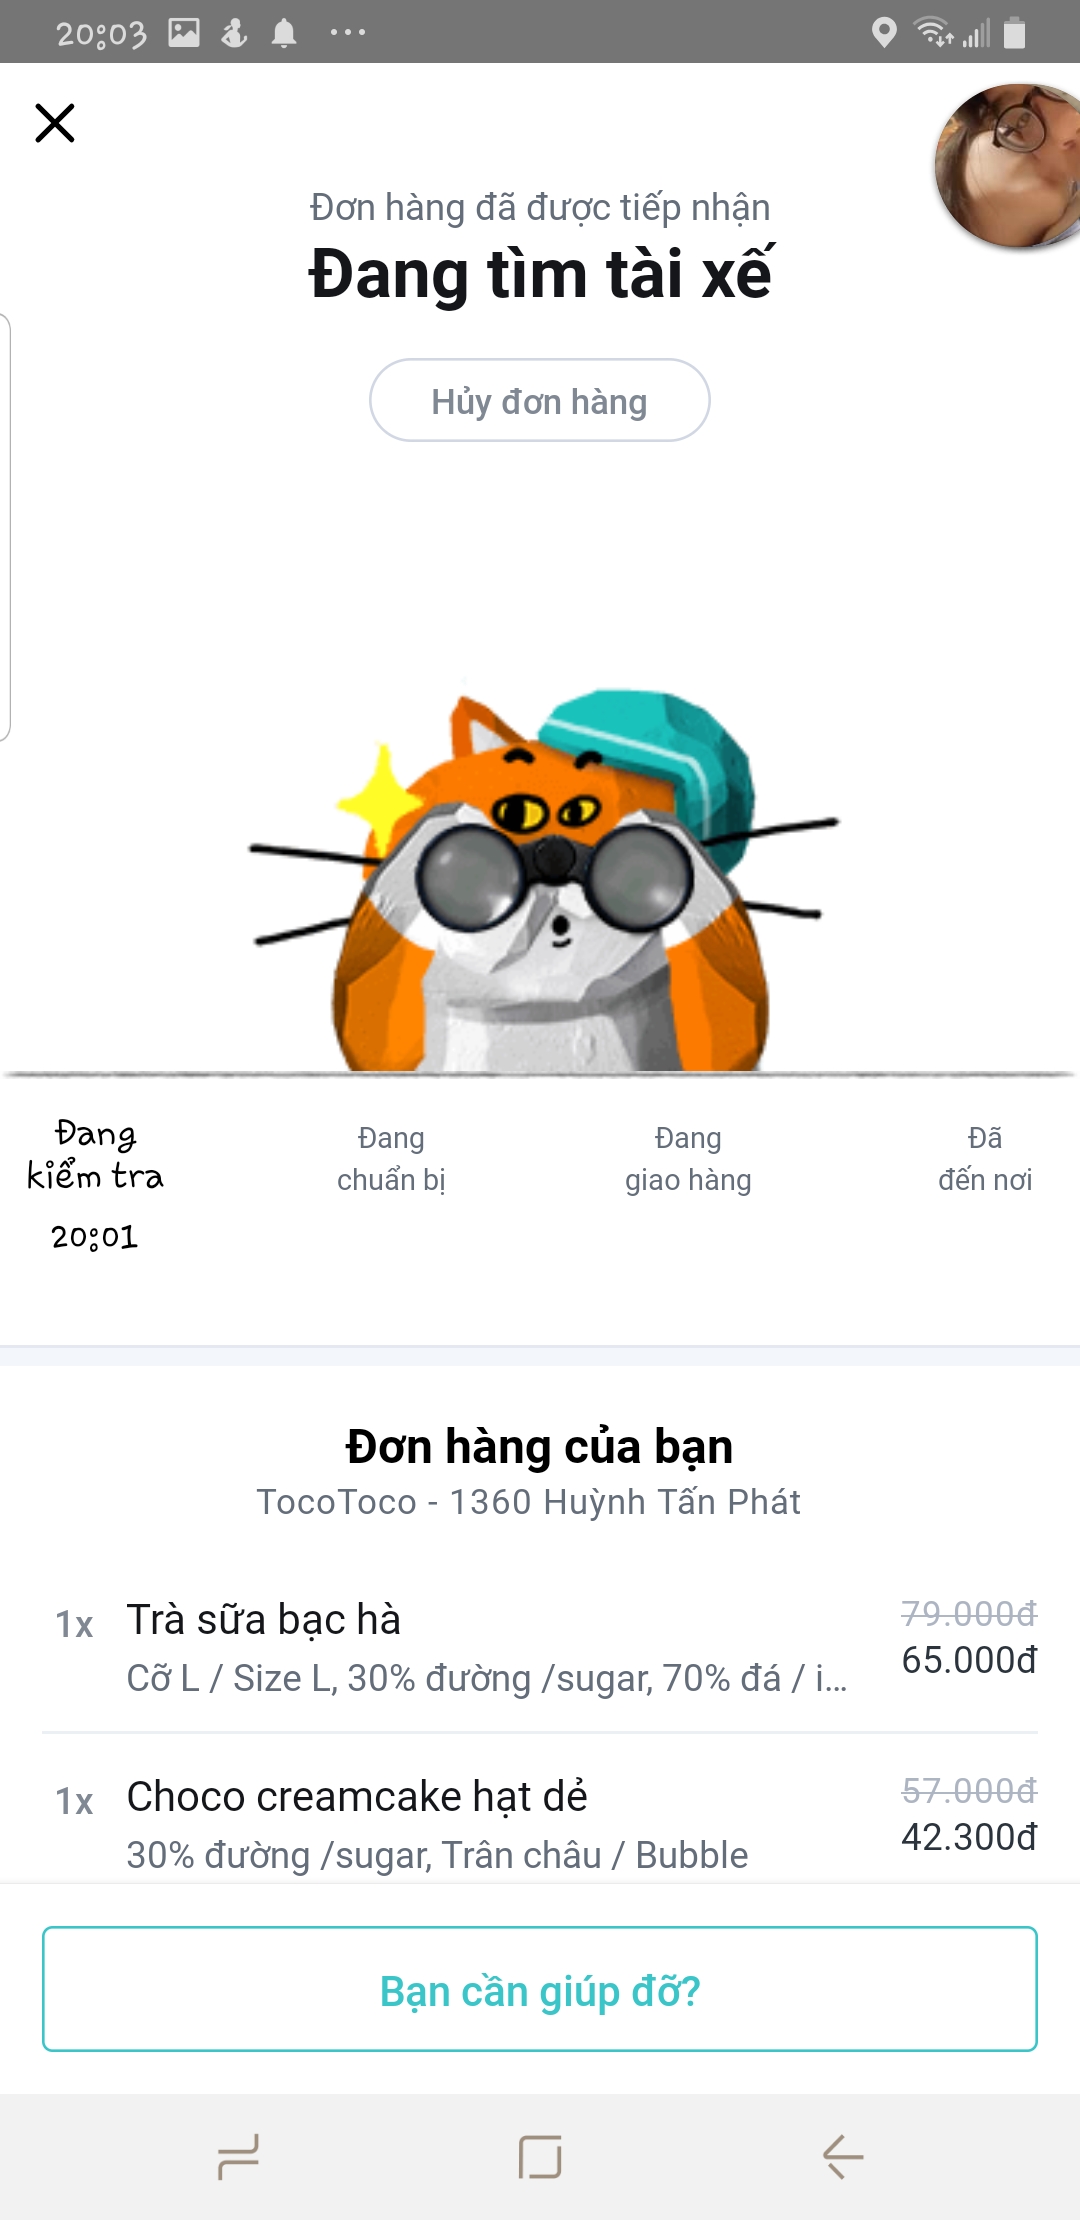 20:03
Đơn hàng đã được tiếp nhận
Đang tìm tài xế
Hủy đơn hàng
Đang
kiểm tra
20:01
Đang
chuẩn bị
Đang
giao hàng
Đã
đến nơi
Đơn hàng của bạn
TocoToco - 1360 Huỳnh Tấn Phát
1x Trà sữa bạc hà 79.000đ
65.000đ
Cỡ L / Size L, 30% đường /sugar, 70% đá / i...
1x Choco creamcake hạt dẻ 57.000đ
42.300đ
30% đường /sugar, Trân châu / Bubble
Bạn cần giúp đỡ?